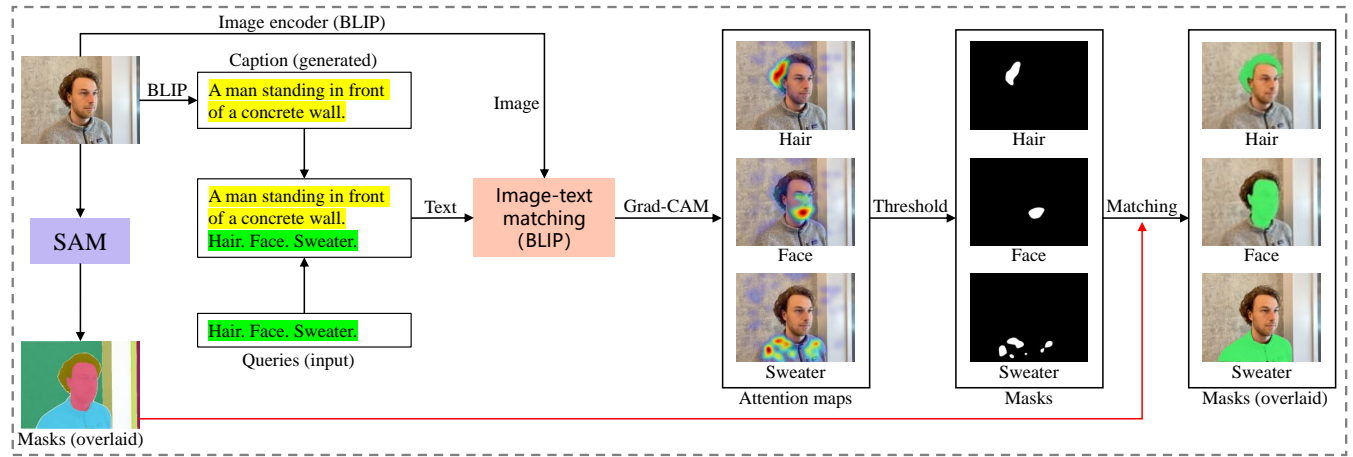 Image encoder (BLIP)
Caption (generated)
BLIP
A man standing in front
of a concrete wall.
Image
SAM
A man standing in front
of a concrete wall.
Hair. Face. Sweater.
Text
Image-text
matching
(BLIP)
Grad-CAM
Hair. Face. Sweater.
Queries (input)
Masks (overlaid)
Hair
Face
Sweater
Attention maps
Threshold
Hair
Face
Sweater
Masks
Matching
Hair
Face
Sweater
Masks (overlaid)